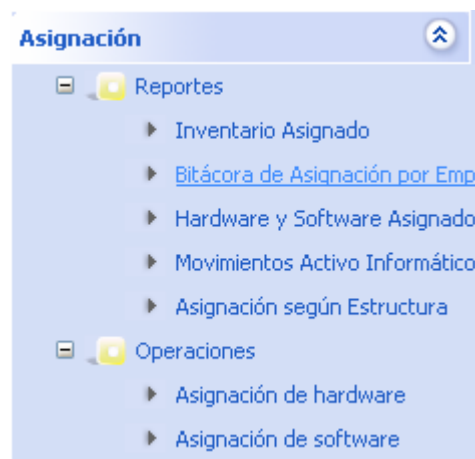 Asignación
Reportes
Inventario Asignado
Bitácora de Asignación por Emp
Hardware y Software Asignado
Movimientos Activo Informático
Asignación según Estructura
Operaciones
Asignación de hardware
Asignación de software